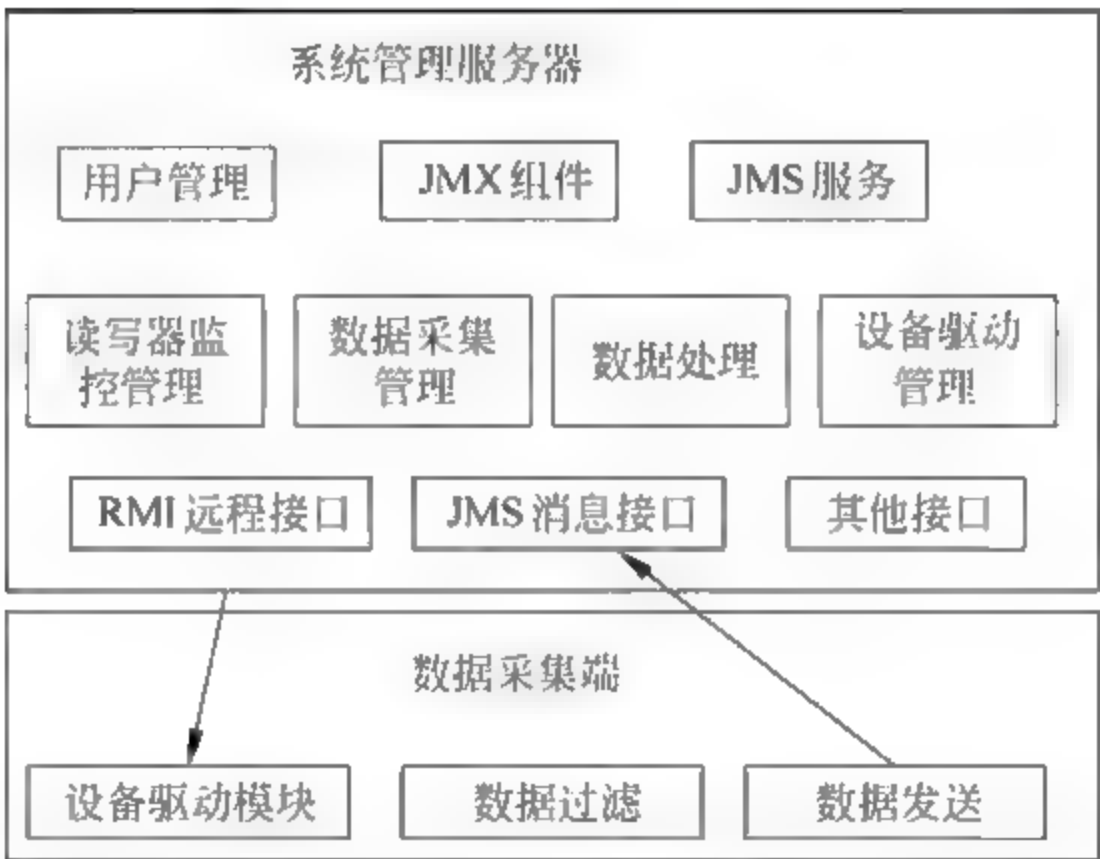 系统管理服务器
用户管理
JMX组件
JMS服务
读写器监
控管理
数据采集
管理
数据处理
设备驱动
管理
RMI远程接口
JMS消息接口
其他接口
数据采集端
设备驱动模块
数据过滤
数据发送